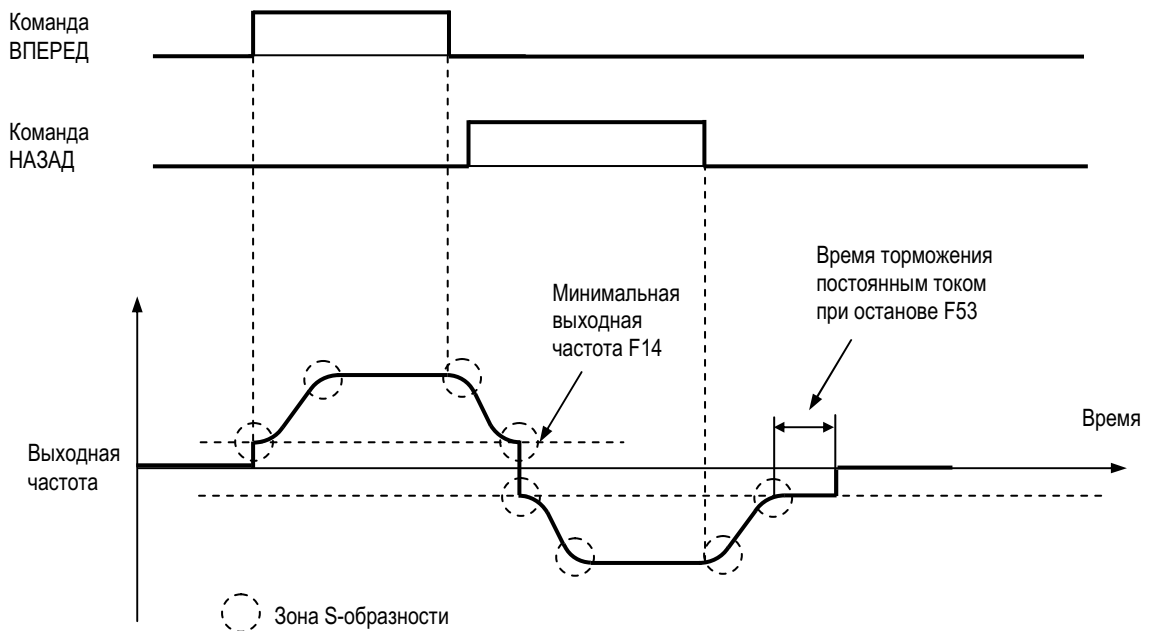 Команда
ВПЕРЕД
Команда
НАЗАД
Время торможения
постоянным током
при останове F53
Минимальная
выходная
частота F14
Время
Выходная
частота
Зона S-образности